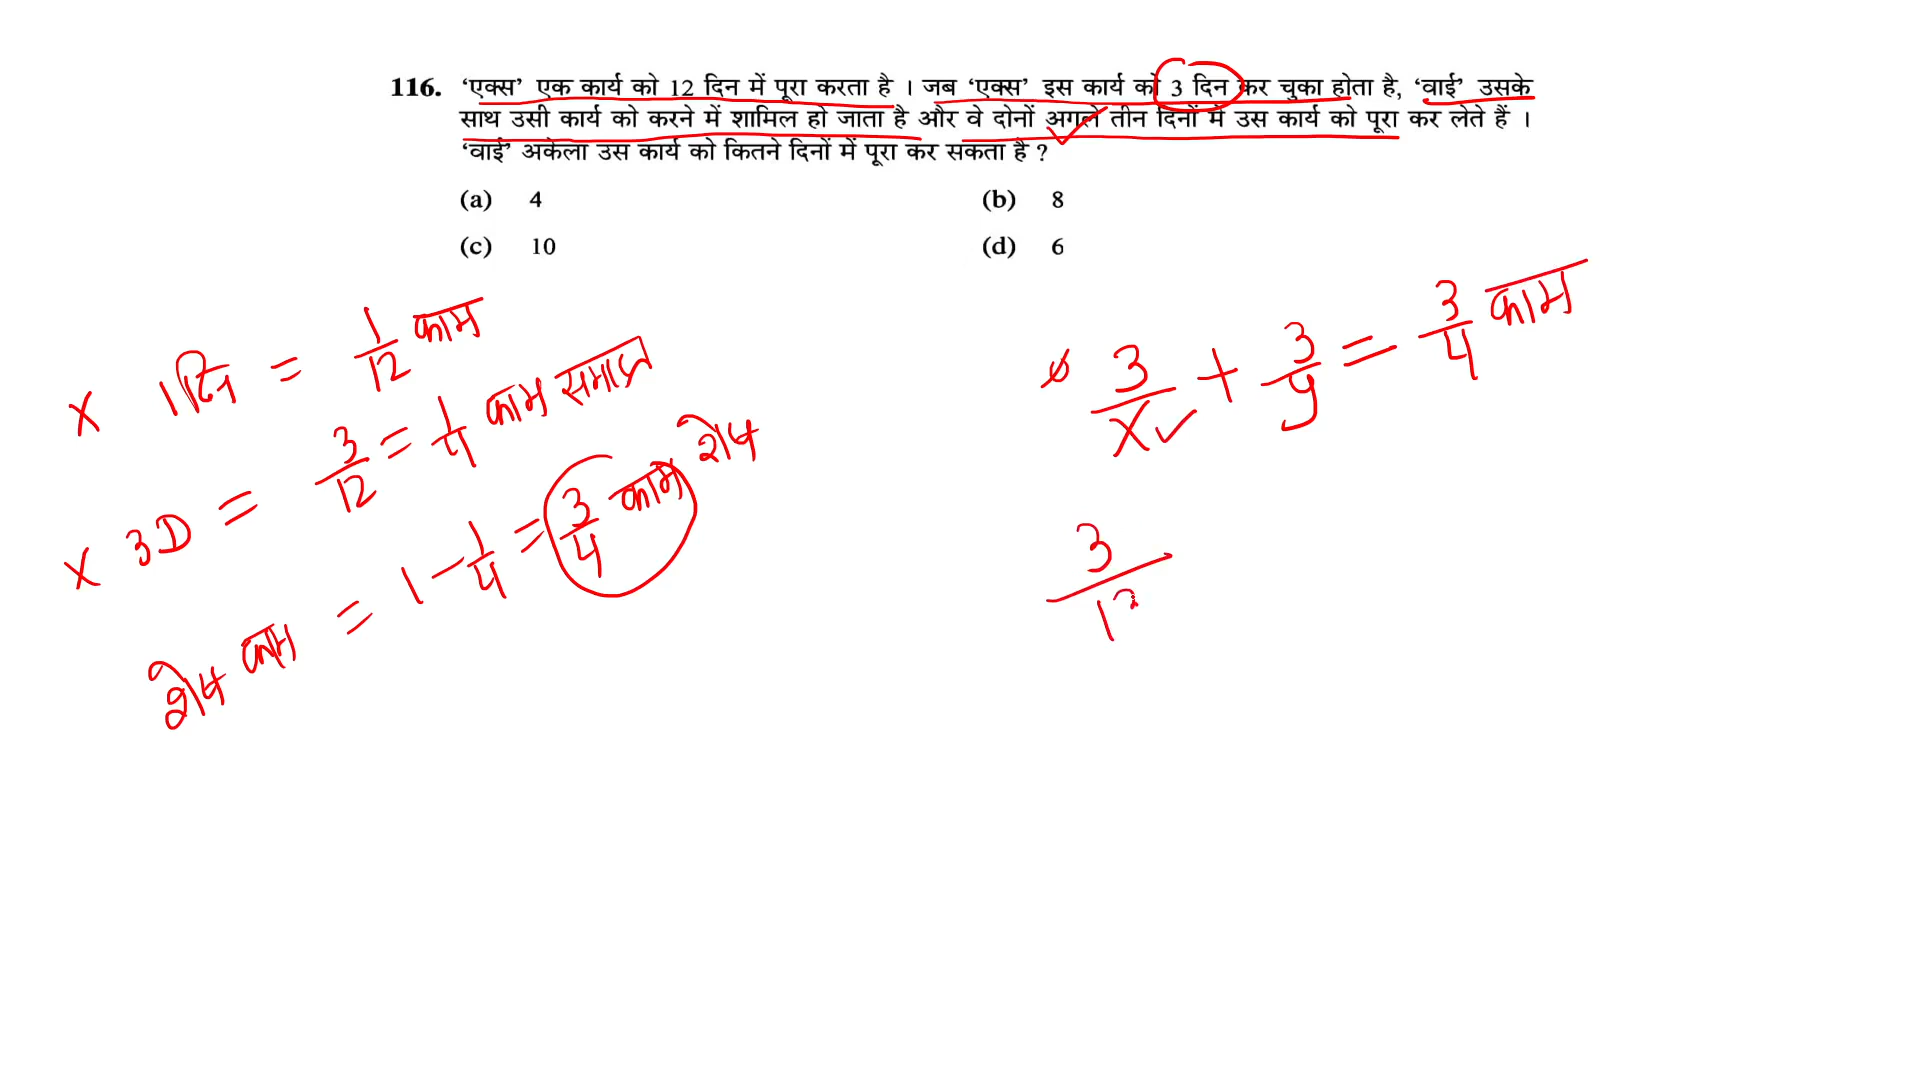 116. ‘एक्स’ एक कार्य को 12 दिन में पूरा करता है । जब ‘एक्स’ इस कार्य को 3 दिन कर चुका होता है, ‘वाई’ उसके
साथ उसी कार्य को करने में शामिल हो जाता है और वे दोनों अगले तीन दिनों में उस कार्य को पूरा कर लेते हैं ।
‘वाई’ अकेला उस कार्य को कितने दिनों में पूरा कर सकता है ?
(a) 4 (b) 8
(c) 10 (d) 6
x 1 दिन = 1/12 काम
x 3D = 3/12 = 1/4 काम समाप्त
शेष काम = 1 - 1/4 = 3/4 काम शेष
3/x + 3/y = 3/4 काम
3/12